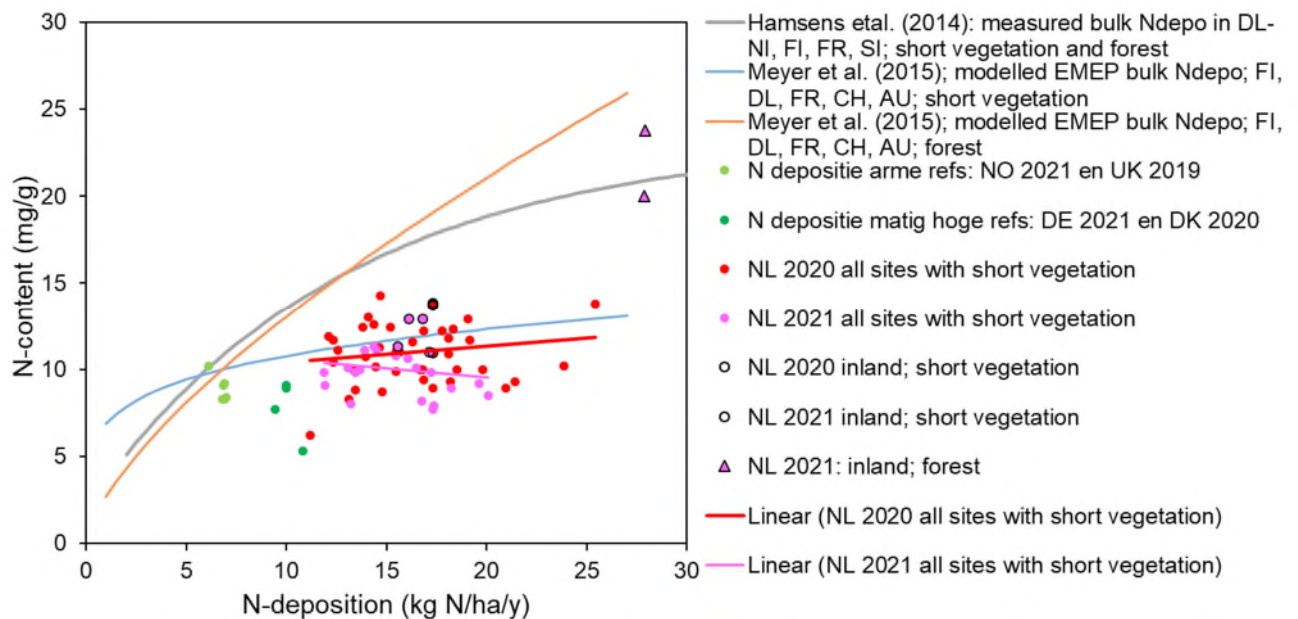 30
25
20
15
10
5
0
N-content (mg/g)
0 5 10 15 20 25 30
N-deposition (kg N/ha/y)
Hamsens etal. (2014): measured bulk Ndepo in DL-
NI, FI, FR, SI; short vegetation and forest
Meyer et al. (2015); modelled EMEP bulk Ndepo; FI,
DL, FR, CH, AU; short vegetation
Meyer et al. (2015); modelled EMEP bulk Ndepo; FI,
DL, FR, CH, AU; forest
N depositie arme refs: NO 2021 en UK 2019
N depositie matig hoge refs: DE 2021 en DK 2020
NL 2020 all sites with short vegetation
NL 2021 all sites with short vegetation
NL 2020 inland; short vegetation
NL 2021 inland; short vegetation
NL 2021: inland; forest
Linear (NL 2020 all sites with short vegetation)
Linear (NL 2021 all sites with short vegetation)